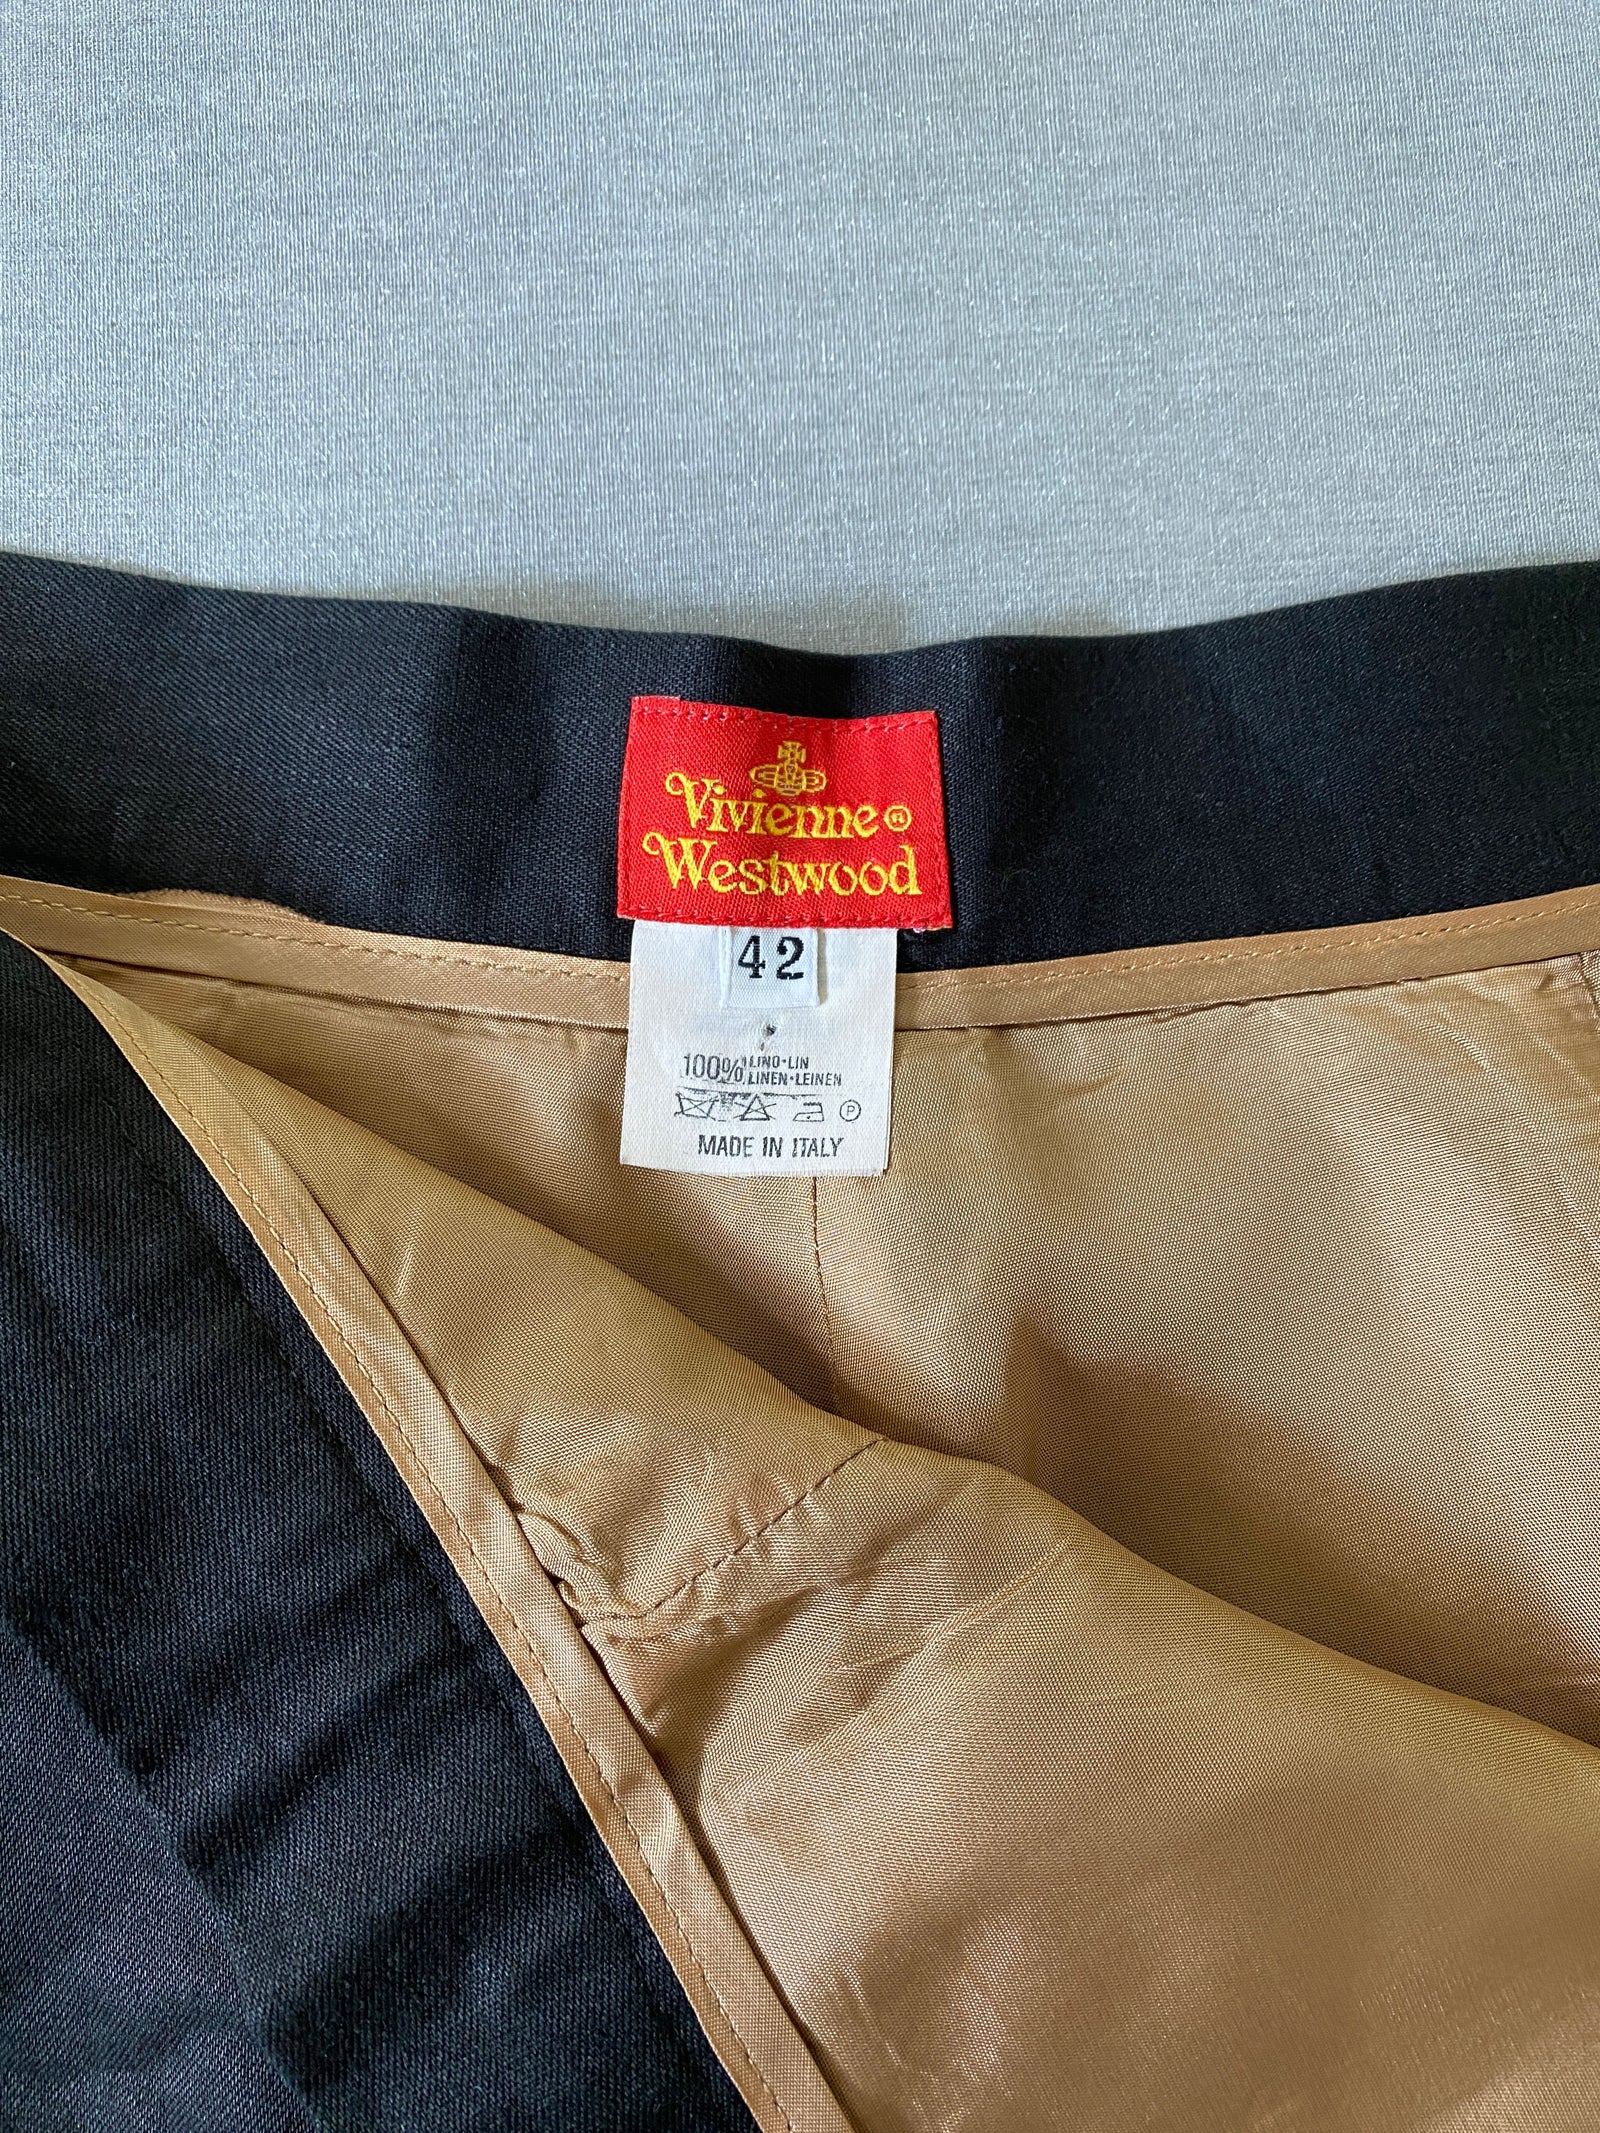 Vivienne®
Westwood
42
100% LINO·LIN
LINEN·LEINEN
P
MADE IN ITALY